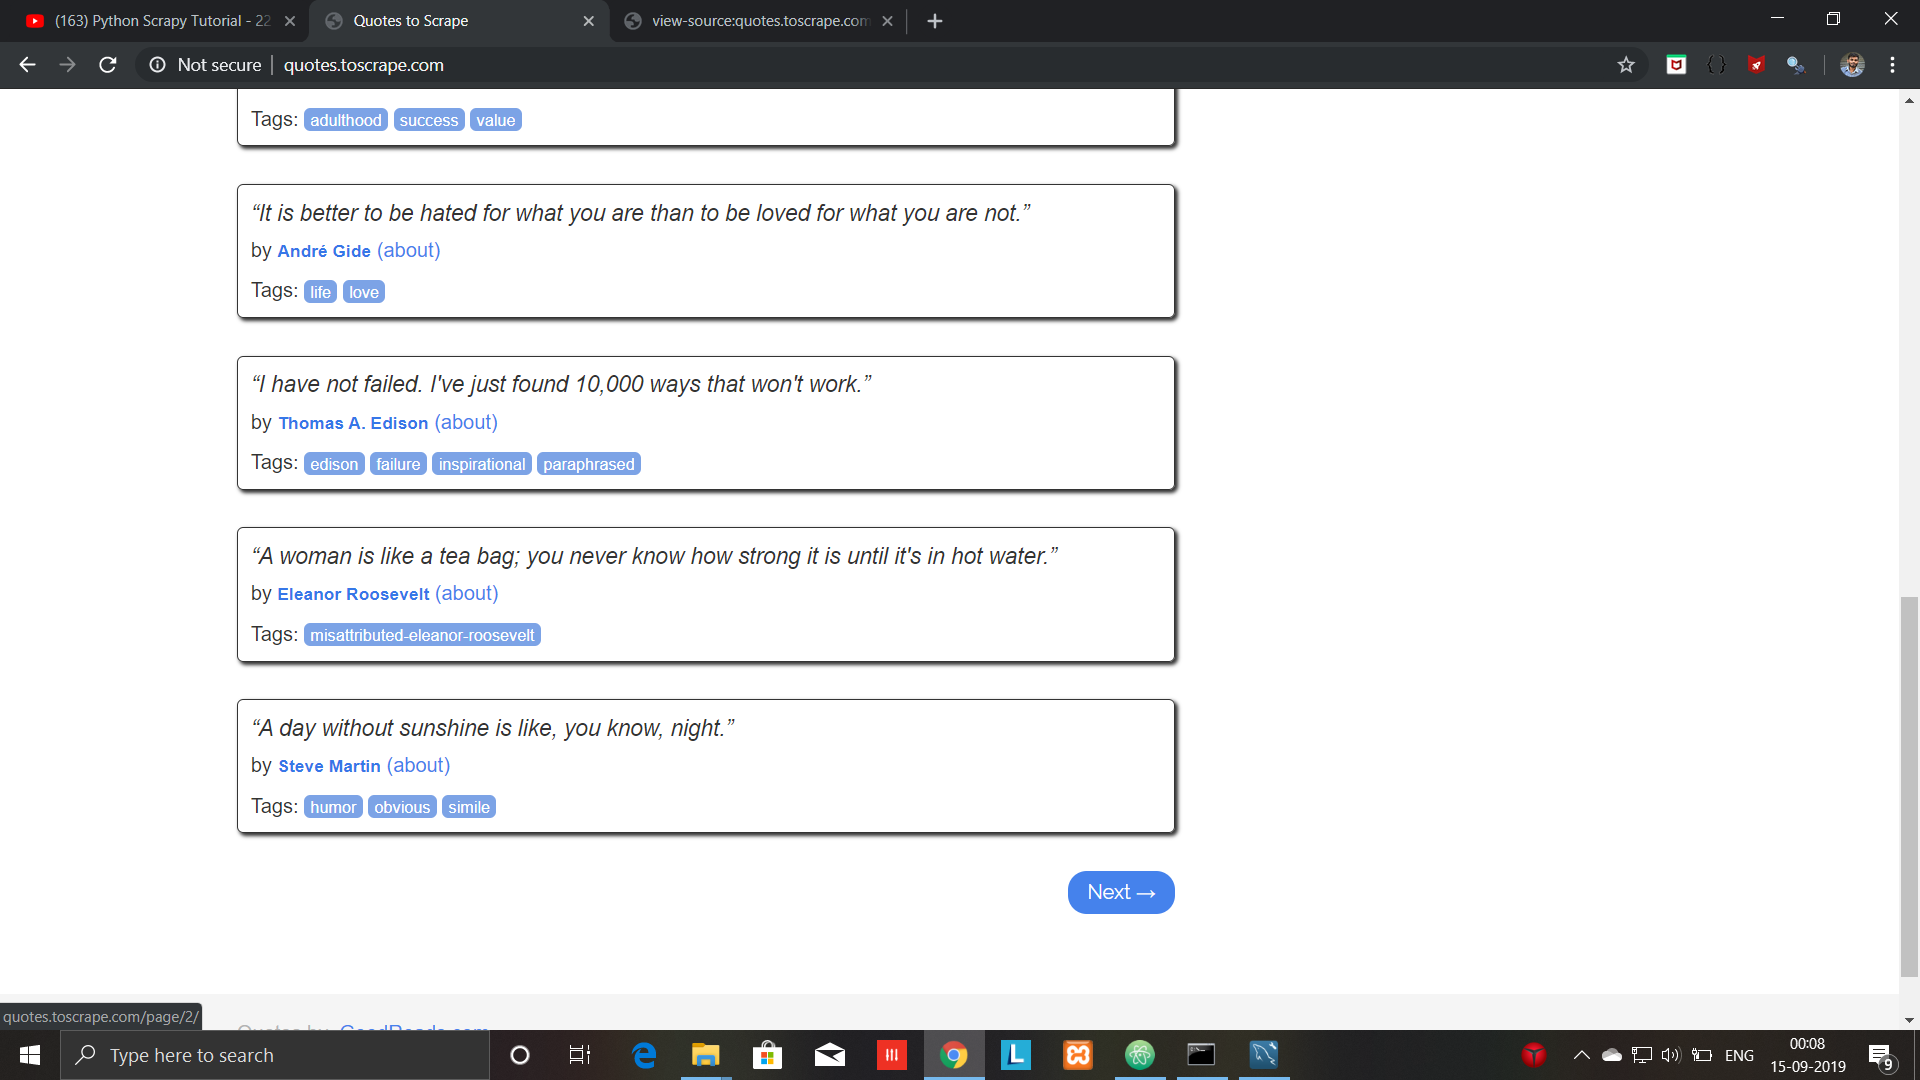 (163) Python Scrapy Tutorial - 22
Quotes to Scrape
view-source:quotes.toscrape.com
Not secure | quotes.toscrape.com
Tags: adulthood success value
“It is better to be hated for what you are than to be loved for what you are not.”
by André Gide (about)
Tags: life love
“I have not failed. I've just found 10,000 ways that won't work.”
by Thomas A. Edison (about)
Tags: edison failure inspirational paraphrased
“A woman is like a tea bag; you never know how strong it is until it's in hot water.”
by Eleanor Roosevelt (about)
Tags: misattributed-eleanor-roosevelt
“A day without sunshine is like, you know, night.”
by Steve Martin (about)
Tags: humor obvious simile
Next →
quotes.toscrape.com/page/2/
Quotes by GoodReads.com
Type here to search
L
ENG
00:08
15-09-2019
9